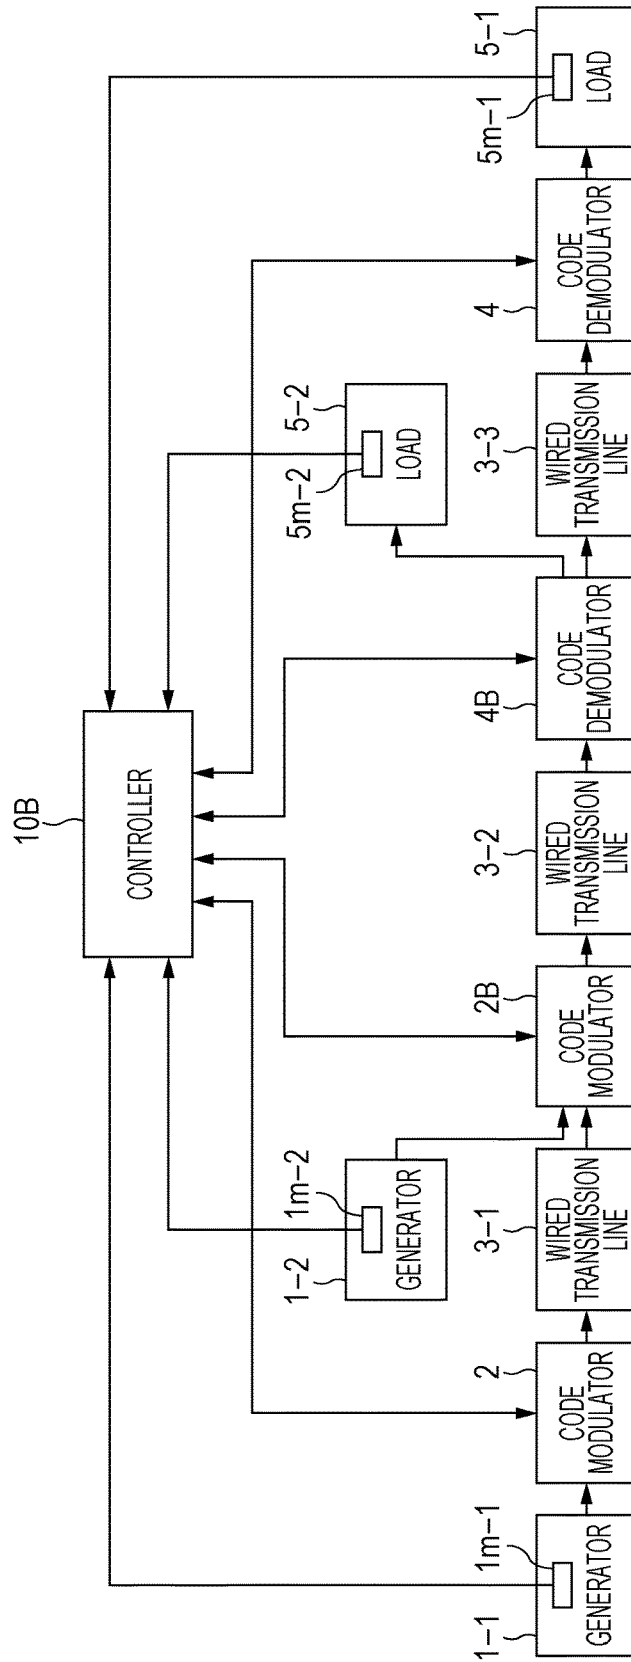 10B
CONTROLLER
1-1
1m-1
GENERATOR
2
CODE
MODULATOR
1-2
1m-2
GENERATOR
3-1
WIRED
TRANSMISSION
LINE
2B
CODE
MODULATOR
3-2
WIRED
TRANSMISSION
LINE
4B
CODE
DEMODULATOR
5-2
5m-2
LOAD
3-3
WIRED
TRANSMISSION
LINE
4
CODE
DEMODULATOR
5-1
5m-1
LOAD